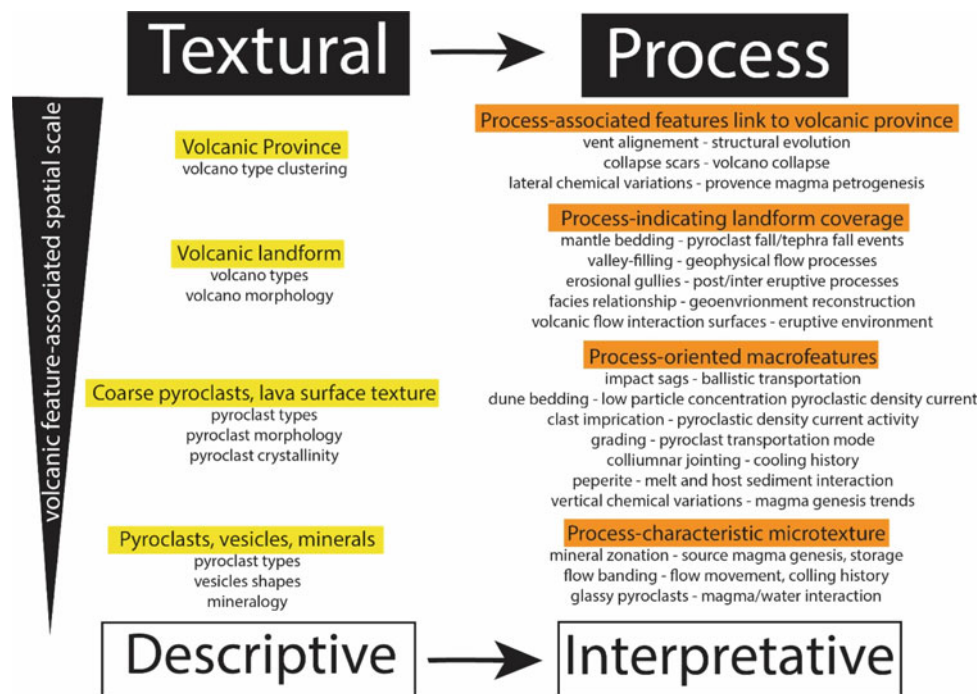 Textural
Process
volcanic feature-associated spatial scale
Volcanic Province
volcano type clustering
Process-associated features link to volcanic province
vent alignement - structural evolution
collapse scars - volcano collapse
lateral chemical variations - provence magma petrogenesis
Volcanic landform
volcano types
volcano morphology
Process-indicating landform coverage
mantle bedding - pyroclast fall/tephra fall events
valley-filling - geophysical flow processes
erosional gullies - post/inter eruptive processes
facies relationship - geoenvrionment reconstruction
volcanic flow interaction surfaces - eruptive environment
Coarse pyroclasts, lava surface texture
pyroclast types
pyroclast morphology
pyroclast crystallinity
Process-oriented macrofeatures
impact sags - ballistic transportation
dune bedding - low particle concentration pyroclastic density current
clast imprication - pyroclastic density current activity
grading - pyroclast transportation mode
colliumnar jointing - cooling history
peperite - melt and host sediment interaction
vertical chemical variations - magma genesis trends
Pyroclasts, vesicles, minerals
pyroclast types
vesicles shapes
mineralogy
Process-characteristic microtexture
mineral zonation - source magma genesis, storage
flow banding - flow movement, colling history
glassy pyroclasts - magma/water interaction
Descriptive
Interpretative